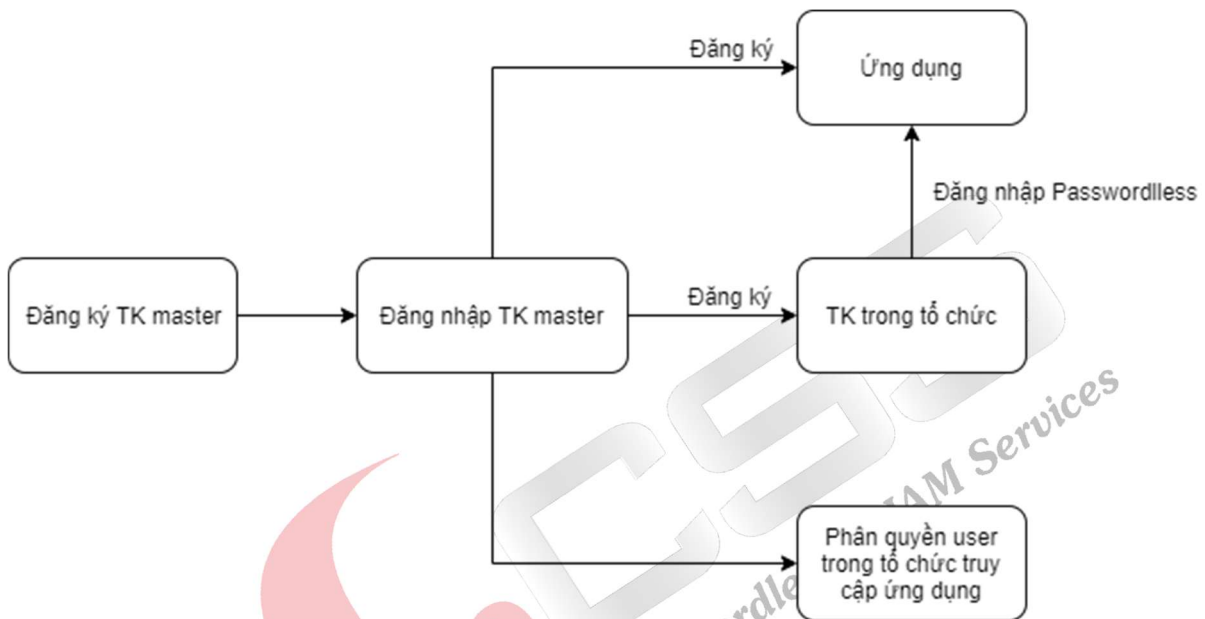 Đăng ký
Ứng dụng
Đăng nhập Passwordlless
Đăng ký TK master
Đăng nhập TK master
Đăng ký
TK trong tổ chức
CSS
IAM Services
Phân quyền user
trong tổ chức truy
cập ứng dụng